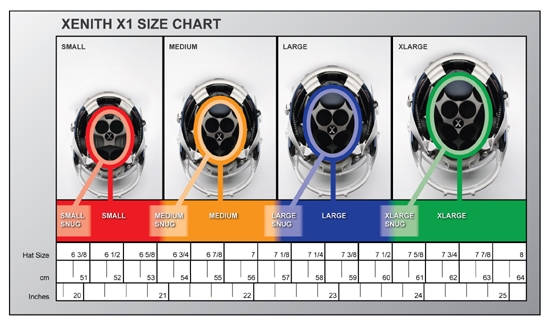 XENITH X1 SIZE CHART
SMALL
MEDIUM
LARGE
XLARGE
X
X
X
X
SMALL SNUG
SMALL
MEDIUM SNUG
MEDIUM
LARGE SNUG
LARGE
XLARGE SNUG
XLARGE
Hat Size 6 3/8 6 1/2 6 5/8 6 3/4 6 7/8 7 7 1/8 7 1/4 7 3/8 7 1/2 7 5/8 7 3/4 7 7/8 8
cm 51 52 53 54 55 56 57 58 59 60 61 62 63 64
Inches 20 21 22 23 24 25